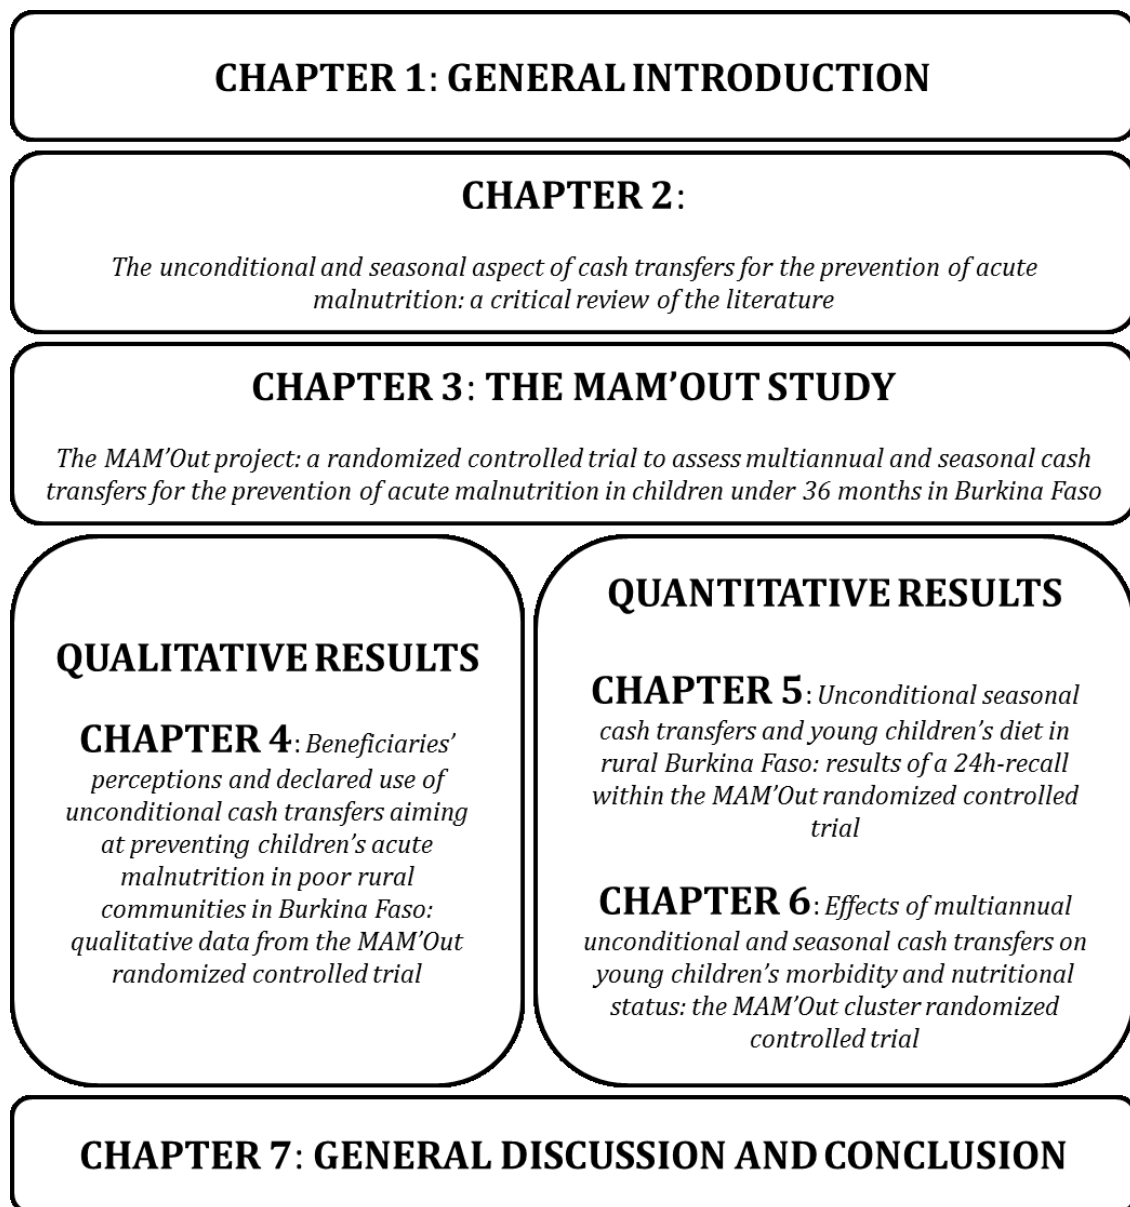 CHAPTER 1: GENERAL INTRODUCTION
CHAPTER 2:
The unconditional and seasonal aspect of cash transfers for the prevention of acute
malnutrition: a critical review of the literature
CHAPTER 3: THE MAM’OUT STUDY
The MAM’Out project: a randomized controlled trial to assess multiannual and seasonal cash
transfers for the prevention of acute malnutrition in children under 36 months in Burkina Faso
QUALITATIVE RESULTS
CHAPTER 4: Beneficiaries’
perceptions and declared use of
unconditional cash transfers aiming
at preventing children’s acute
malnutrition in poor rural
communities in Burkina Faso:
qualitative data from the MAM’Out
randomized controlled trial
QUANTITATIVE RESULTS
CHAPTER 5: Unconditional seasonal
cash transfers and young children’s diet in
rural Burkina Faso: results of a 24h-recall
within the MAM’Out randomized controlled
trial
CHAPTER 6: Effects of multiannual
unconditional and seasonal cash transfers on
young children’s morbidity and nutritional
status: the MAM’Out cluster randomized
controlled trial
CHAPTER 7: GENERAL DISCUSSION AND CONCLUSION